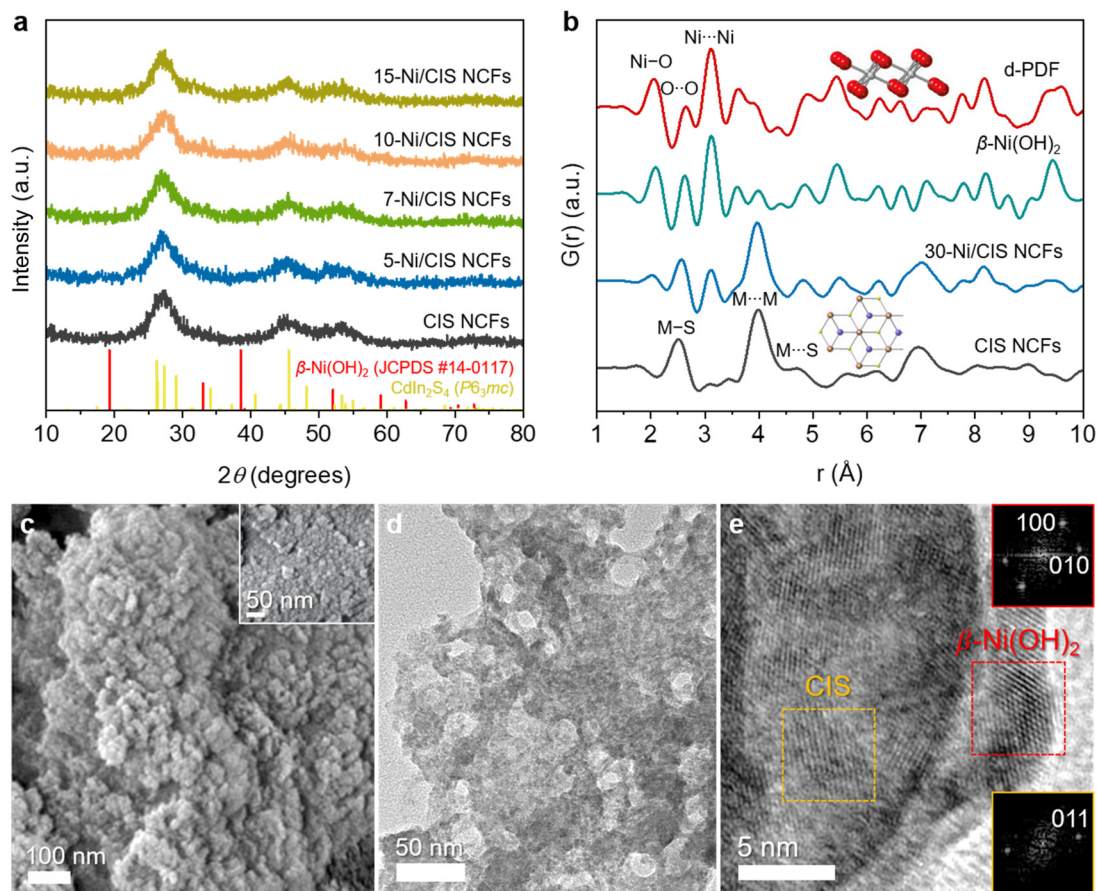 a
Intensity (a.u.)
15-Ni/CIS NCFs
10-Ni/CIS NCFs
7-Ni/CIS NCFs
5-Ni/CIS NCFs
CIS NCFs
β-Ni(OH)₂ (JCPDS #14-0117)
CdIn₂S₄ (P6₃mc)
10 20 30 40 50 60 70 80
2θ (degrees)
b
G(r) (a.u.)
Ni–O
O··O
Ni···Ni
d-PDF
β-Ni(OH)₂
30-Ni/CIS NCFs
M–S
M···M
M···S
CIS NCFs
1 2 3 4 5 6 7 8 9 10
r (Å)
c
50 nm
100 nm
d
50 nm
e
100
010
β-Ni(OH)₂
CIS
011
5 nm